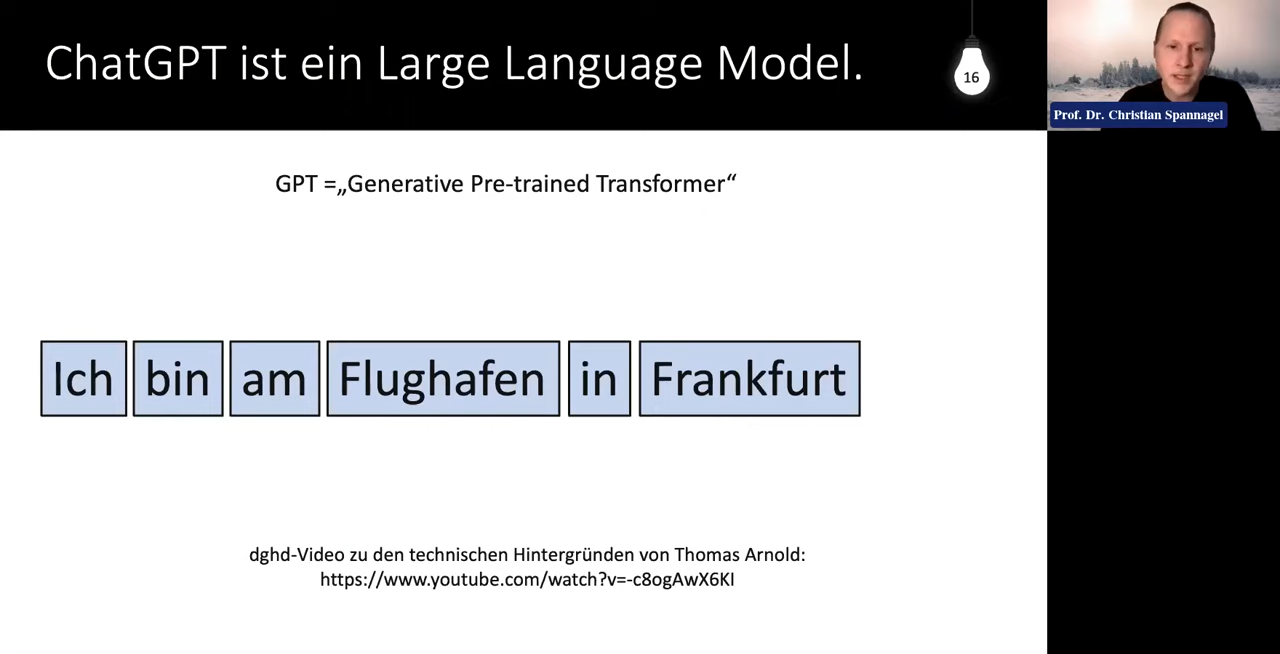 ChatGPT ist ein Large Language Model.
16
Prof. Dr. Christian Spannagel
GPT =„Generative Pre-trained Transformer“
Ich bin am Flughafen in Frankfurt
dghd-Video zu den technischen Hintergründen von Thomas Arnold:
https://www.youtube.com/watch?v=-c8ogAwX6KI